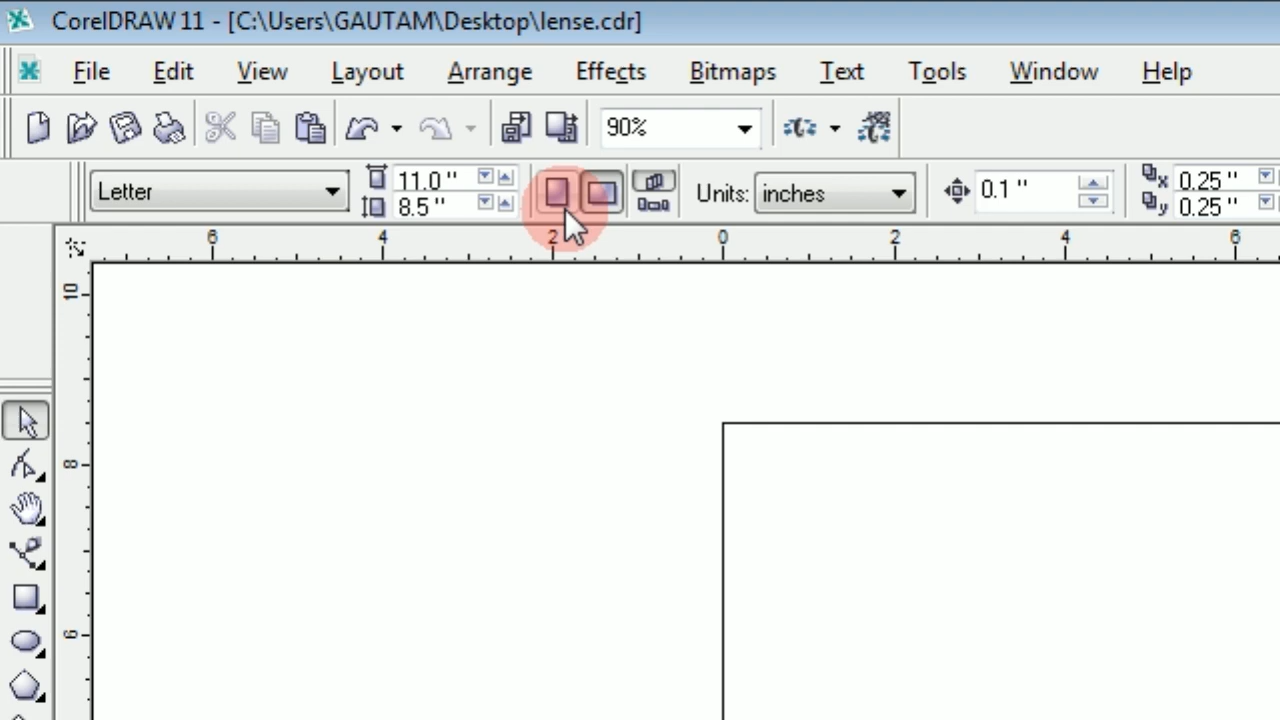 CorelDRAW 11 - [C:\Users\GAUTAM\Desktop\lense.cdr]
File Edit View Layout Arrange Effects Bitmaps Text Tools Window Help
90%
Letter 11.0 " Units: inches 0.1 " x 0.25 "
8.5 " y 0.25 "
6 4 2 0 2 4 6
10
8
6